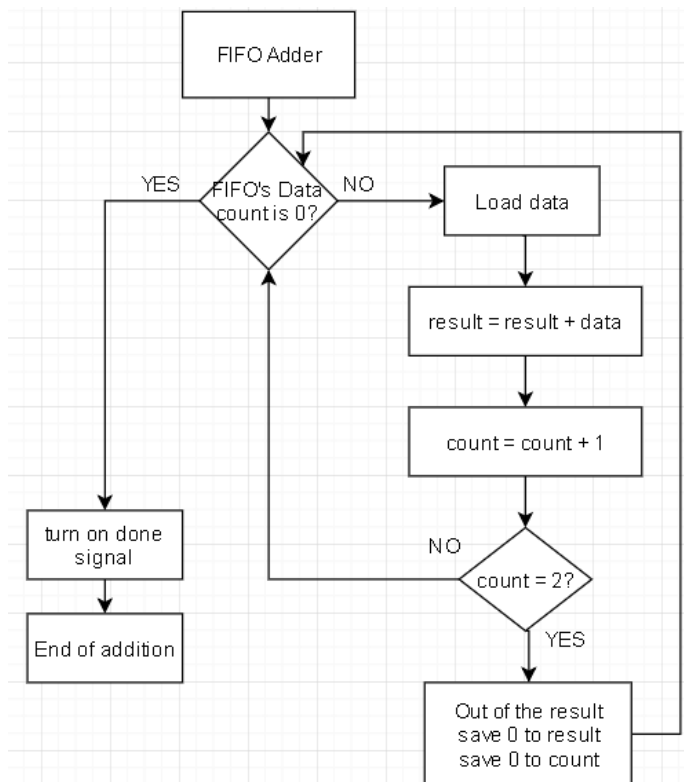 FIFO Adder
YES
FIFO's Data
count is 0?
NO
Load data
result = result + data
count = count + 1
turn on done
signal
NO
count = 2?
End of addition
YES
Out of the result
save 0 to result
save 0 to count